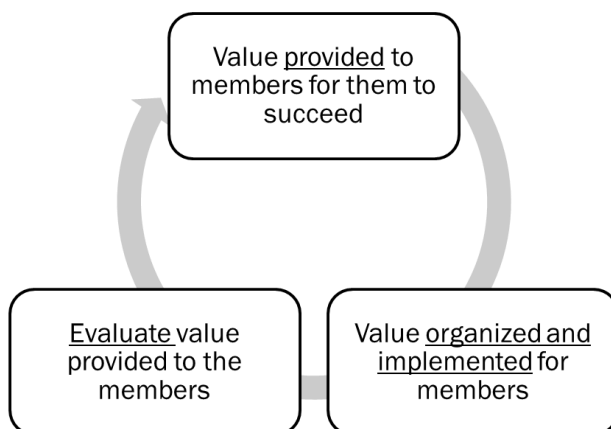 Value provided to
members for them to
succeed
Evaluate value
provided to the
members
Value organized and
implemented for
members